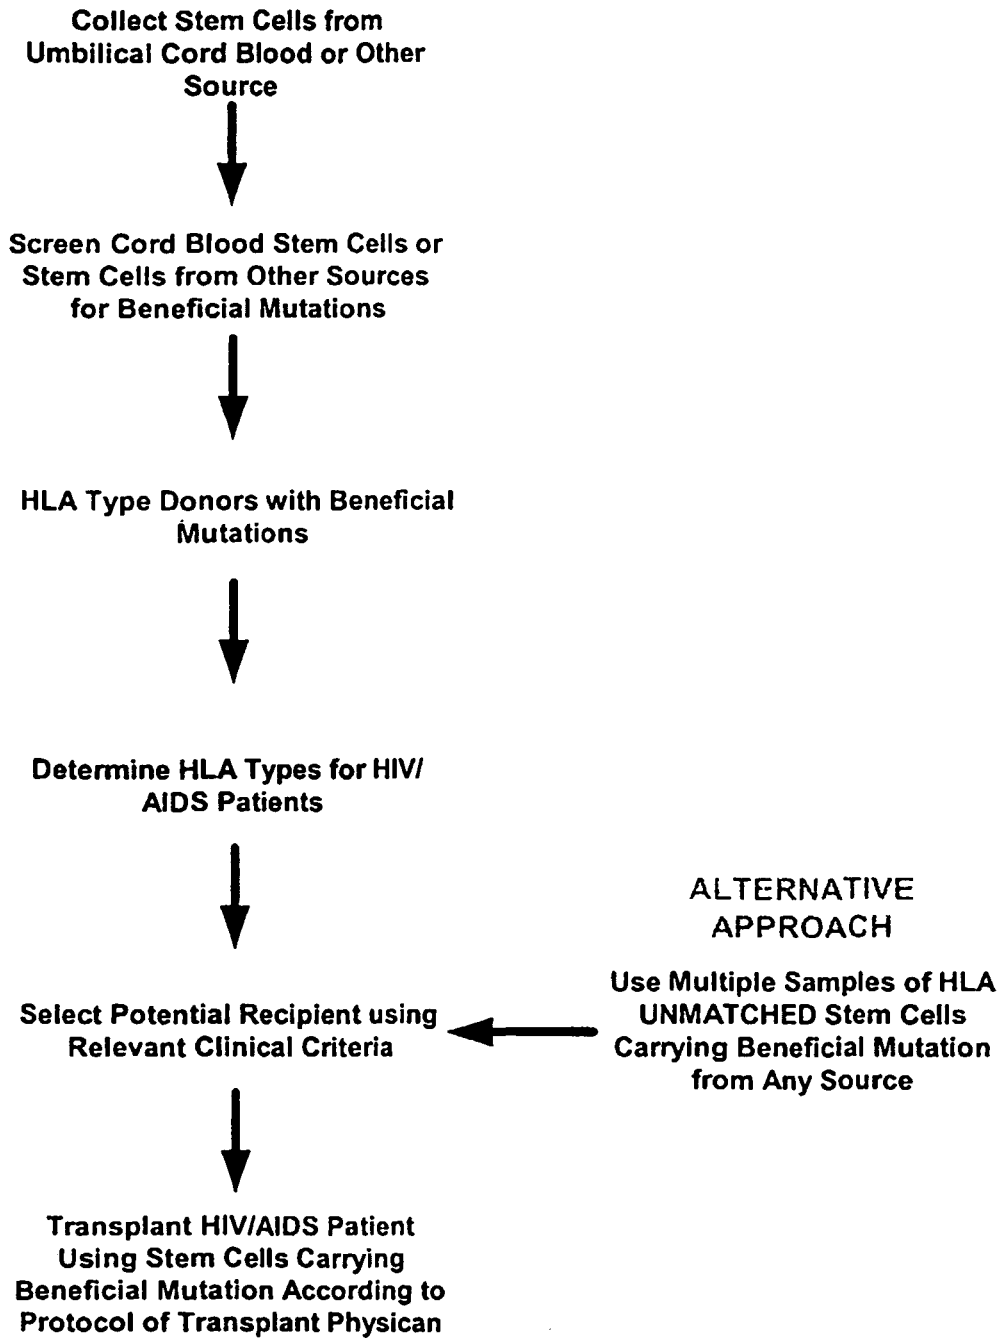 Collect Stem Cells from
Umbilical Cord Blood or Other
Source
Screen Cord Blood Stem Cells or
Stem Cells from Other Sources
for Beneficial Mutations
HLA Type Donors with Beneficial
Mutations
Determine HLA Types for HIV/
AIDS Patients
ALTERNATIVE
APPROACH
Select Potential Recipient using
Relevant Clinical Criteria
Use Multiple Samples of HLA
UNMATCHED Stem Cells
Carrying Beneficial Mutation
from Any Source
Transplant HIV/AIDS Patient
Using Stem Cells Carrying
Beneficial Mutation According to
Protocol of Transplant Physican